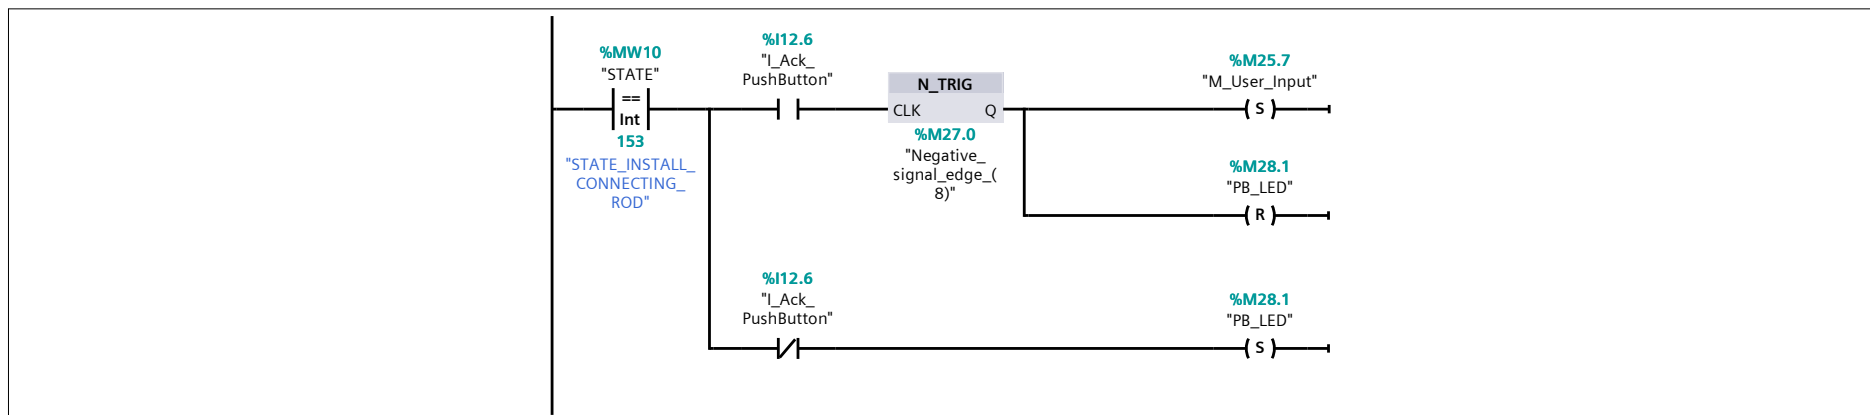 %MW10
"STATE"
==
Int
153
"STATE_INSTALL_
CONNECTING_
ROD"
%I12.6
"I_Ack_
PushButton"
N_TRIG
CLK Q
%M27.0
"Negative_
signal_edge_(
8)"
%M25.7
"M_User_Input"
S
%M28.1
"PB_LED"
R
%I12.6
"I_Ack_
PushButton"
%M28.1
"PB_LED"
S